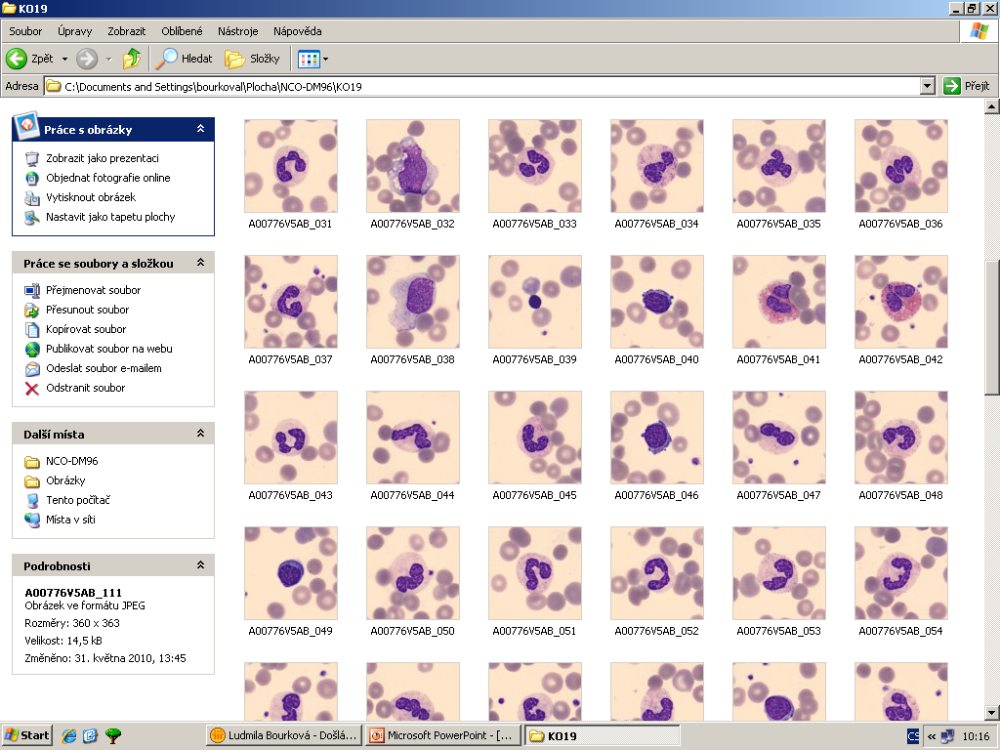 KO19
Soubor Úpravy Zobrazit Oblíbené Nástroje Nápověda
Zpět Hledat Složky
Adresa C:\Documents and Settings\bourkoval\Plocha\NCO-DM96\KO19 Přejít
Práce s obrázky
Zobrazit jako prezentaci
Objednat fotografie online
Vytisknout obrázek
Nastavit jako tapetu plochy
Práce se soubory a složkou
Přejmenovat soubor
Přesunout soubor
Kopírovat soubor
Publikovat soubor na webu
Odeslat soubor e-mailem
Odstranit soubor
Další místa
NCO-DM96
Obrázky
Tento počítač
Místa v síti
Podrobnosti
A00776V5AB_111
Obrázek ve formátu JPEG
Rozměry: 360 x 363
Velikost: 14,5 kB
Změněno: 31. května 2010, 13:45
A00776V5AB_031 A00776V5AB_032 A00776V5AB_033 A00776V5AB_034 A00776V5AB_035 A00776V5AB_036
A00776V5AB_037 A00776V5AB_038 A00776V5AB_039 A00776V5AB_040 A00776V5AB_041 A00776V5AB_042
A00776V5AB_043 A00776V5AB_044 A00776V5AB_045 A00776V5AB_046 A00776V5AB_047 A00776V5AB_048
A00776V5AB_049 A00776V5AB_050 A00776V5AB_051 A00776V5AB_052 A00776V5AB_053 A00776V5AB_054
Start Ludmila Bourková - Došlá... Microsoft PowerPoint - [... KO19 CS « 10:16